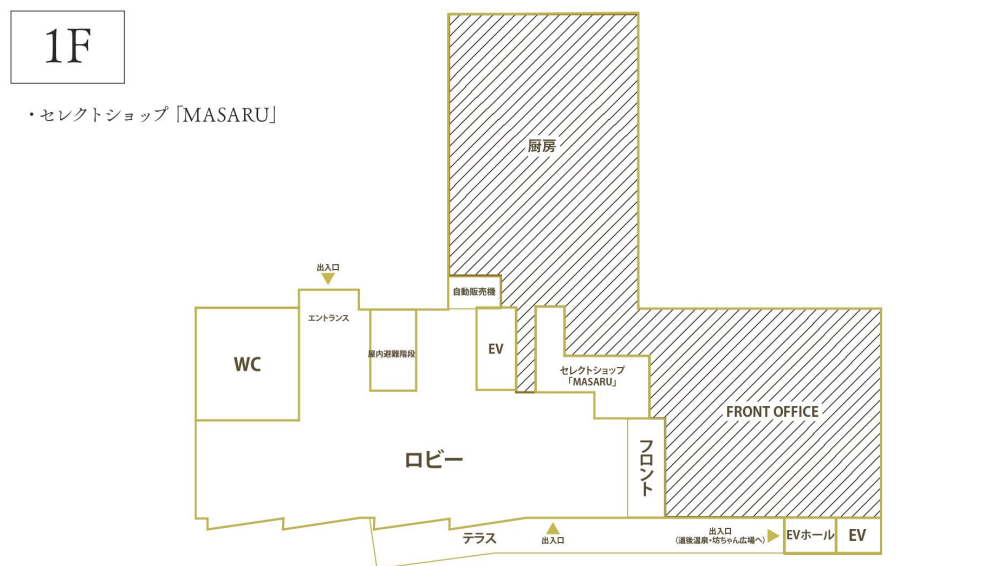 1F
・セレクトショップ「MASARU」
厨房
出入口
自動販売機
エントランス
屋内避難階段
EV
WC
セレクトショップ
「MASARU」
FRONT OFFICE
ロビー
フロント
テラス
出入口
出入口
(道後温泉・坊ちゃん広場へ)
EVホール
EV